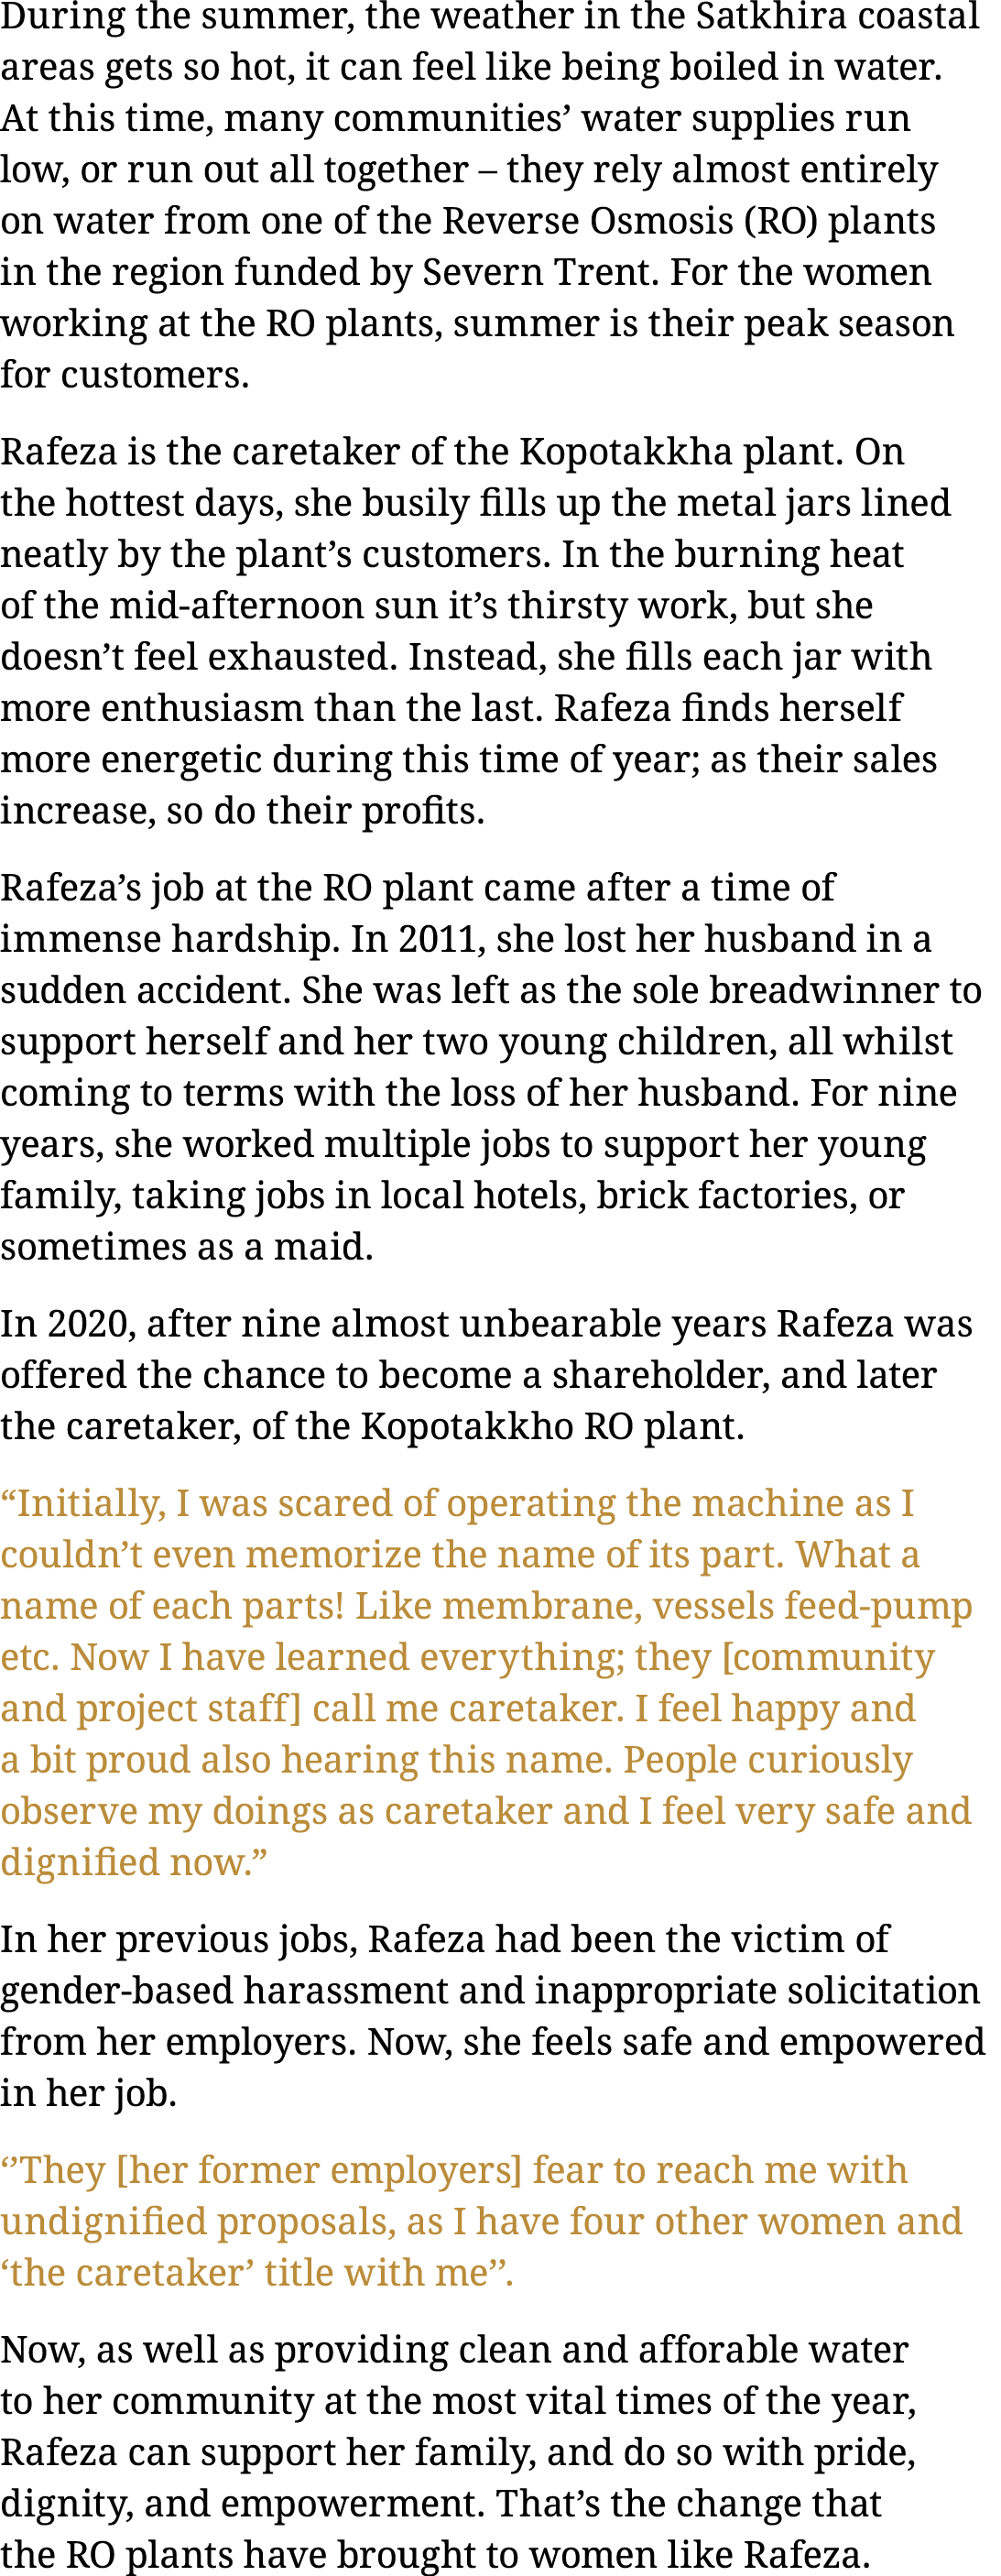 During the summer, the weather in the Satkhira coastal
areas gets so hot, it can feel like being boiled in water.
At this time, many communities’ water supplies run
low, or run out all together – they rely almost entirely
on water from one of the Reverse Osmosis (RO) plants
in the region funded by Severn Trent. For the women
working at the RO plants, summer is their peak season
for customers.
Rafeza is the caretaker of the Kopotakkha plant. On
the hottest days, she busily fills up the metal jars lined
neatly by the plant’s customers. In the burning heat
of the mid-afternoon sun it’s thirsty work, but she
doesn’t feel exhausted. Instead, she fills each jar with
more enthusiasm than the last. Rafeza finds herself
more energetic during this time of year; as their sales
increase, so do their profits.
Rafeza’s job at the RO plant came after a time of
immense hardship. In 2011, she lost her husband in a
sudden accident. She was left as the sole breadwinner to
support herself and her two young children, all whilst
coming to terms with the loss of her husband. For nine
years, she worked multiple jobs to support her young
family, taking jobs in local hotels, brick factories, or
sometimes as a maid.
In 2020, after nine almost unbearable years Rafeza was
offered the chance to become a shareholder, and later
the caretaker, of the Kopotakkho RO plant.
“Initially, I was scared of operating the machine as I
couldn’t even memorize the name of its part. What a
name of each parts! Like membrane, vessels feed-pump
etc. Now I have learned everything; they [community
and project staff] call me caretaker. I feel happy and
a bit proud also hearing this name. People curiously
observe my doings as caretaker and I feel very safe and
dignified now.”
In her previous jobs, Rafeza had been the victim of
gender-based harassment and inappropriate solicitation
from her employers. Now, she feels safe and empowered
in her job.
‘’They [her former employers] fear to reach me with
undignified proposals, as I have four other women and
‘the caretaker’ title with me’’.
Now, as well as providing clean and afforable water
to her community at the most vital times of the year,
Rafeza can support her family, and do so with pride,
dignity, and empowerment. That’s the change that
the RO plants have brought to women like Rafeza.